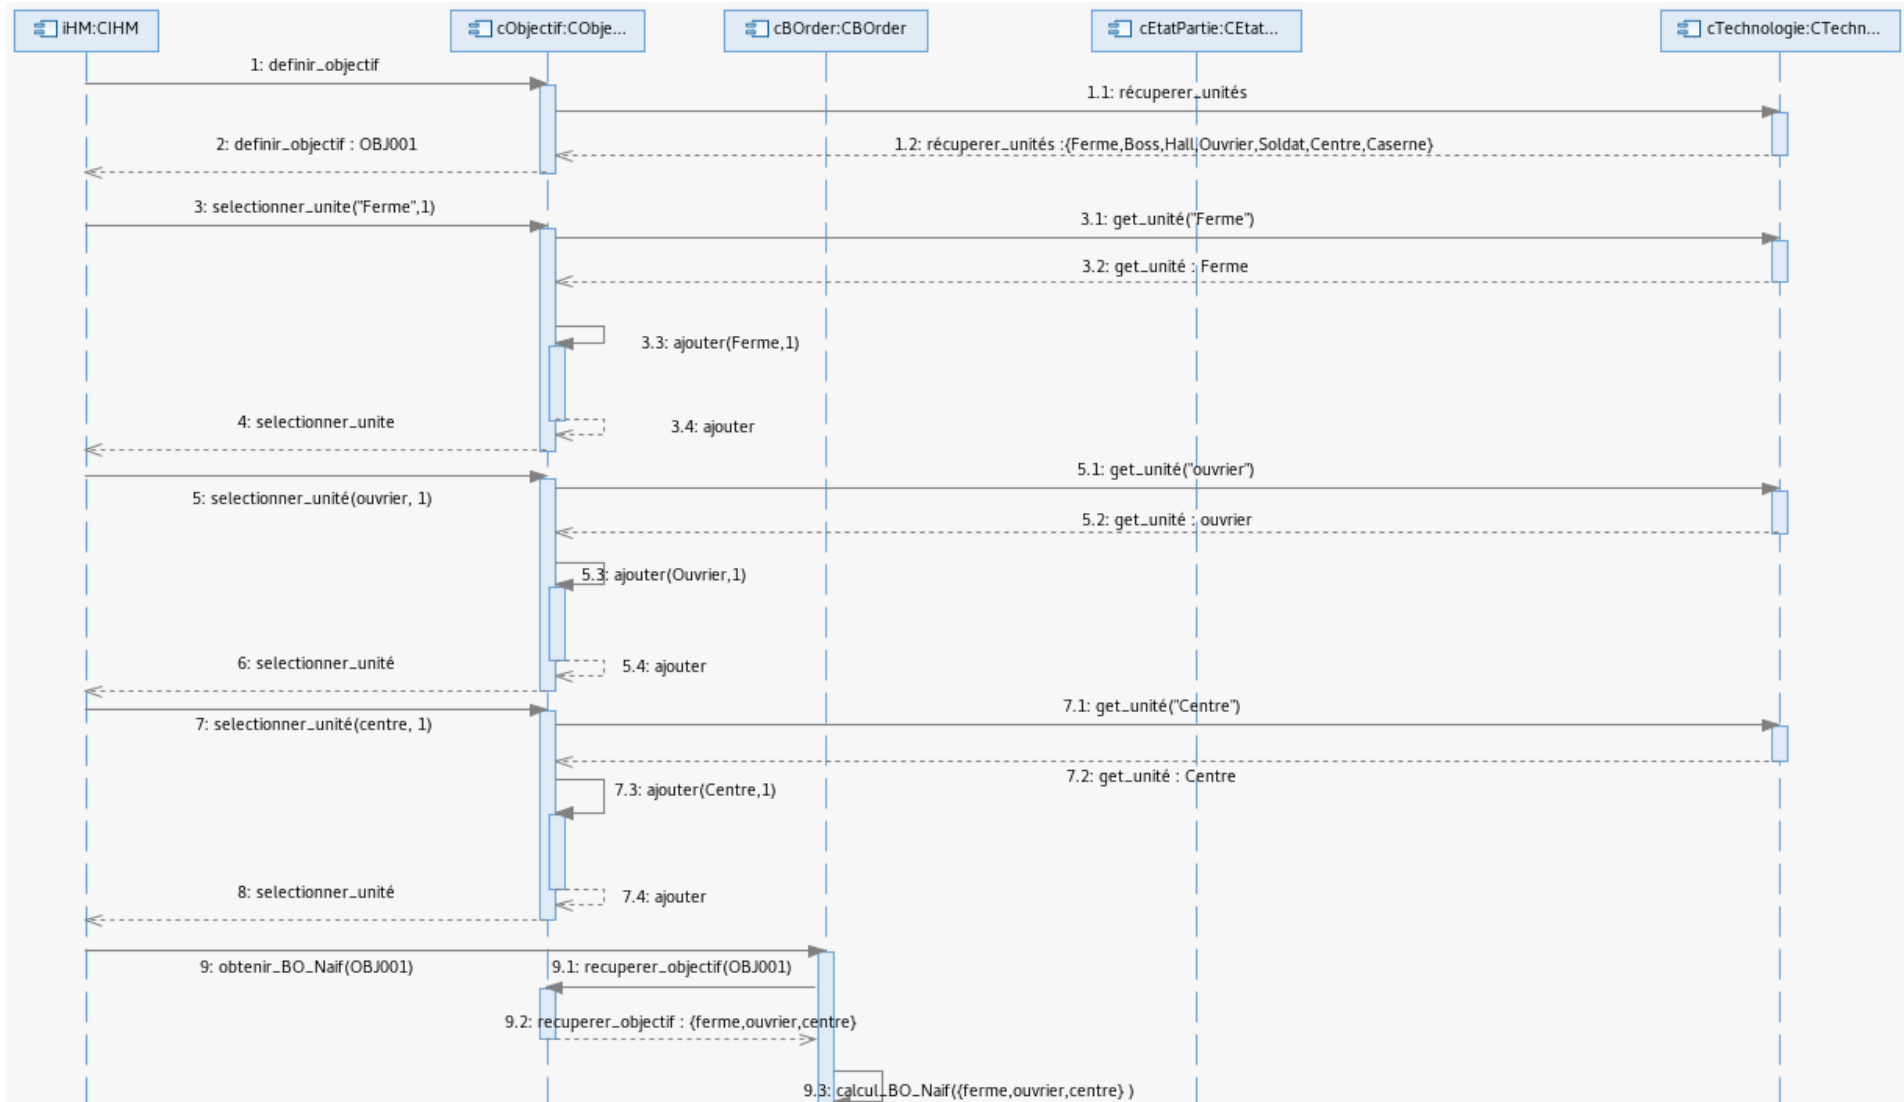 iHM:CIHM
cObjectif:CObje...
cBOrder:CBOrder
cEtatPartie:CEtat...
cTechnologie:CTechn...
1: definir_objectif
1.1: récuperer_unités
2: definir_objectif : OBJ001
1.2: récuperer_unités :{Ferme,Boss,Hall,Ouvrier,Soldat,Centre,Caserne}
3: selectionner_unite("Ferme",1)
3.1: get_unité("Ferme")
3.2: get_unité : Ferme
3.3: ajouter(Ferme,1)
4: selectionner_unite
3.4: ajouter
5.1: get_unité("ouvrier")
5: selectionner_unité(ouvrier, 1)
5.2: get_unité : ouvrier
5.3: ajouter(Ouvrier,1)
6: selectionner_unité
5.4: ajouter
7.1: get_unité("Centre")
7: selectionner_unité(centre, 1)
7.2: get_unité : Centre
7.3: ajouter(Centre,1)
8: selectionner_unité
7.4: ajouter
9: obtenir_BO_Naif(OBJ001)
9.1: recuperer_objectif(OBJ001)
9.2: recuperer_objectif : {ferme,ouvrier,centre}
9.3: calcul_BO_Naif({ferme,ouvrier,centre} )